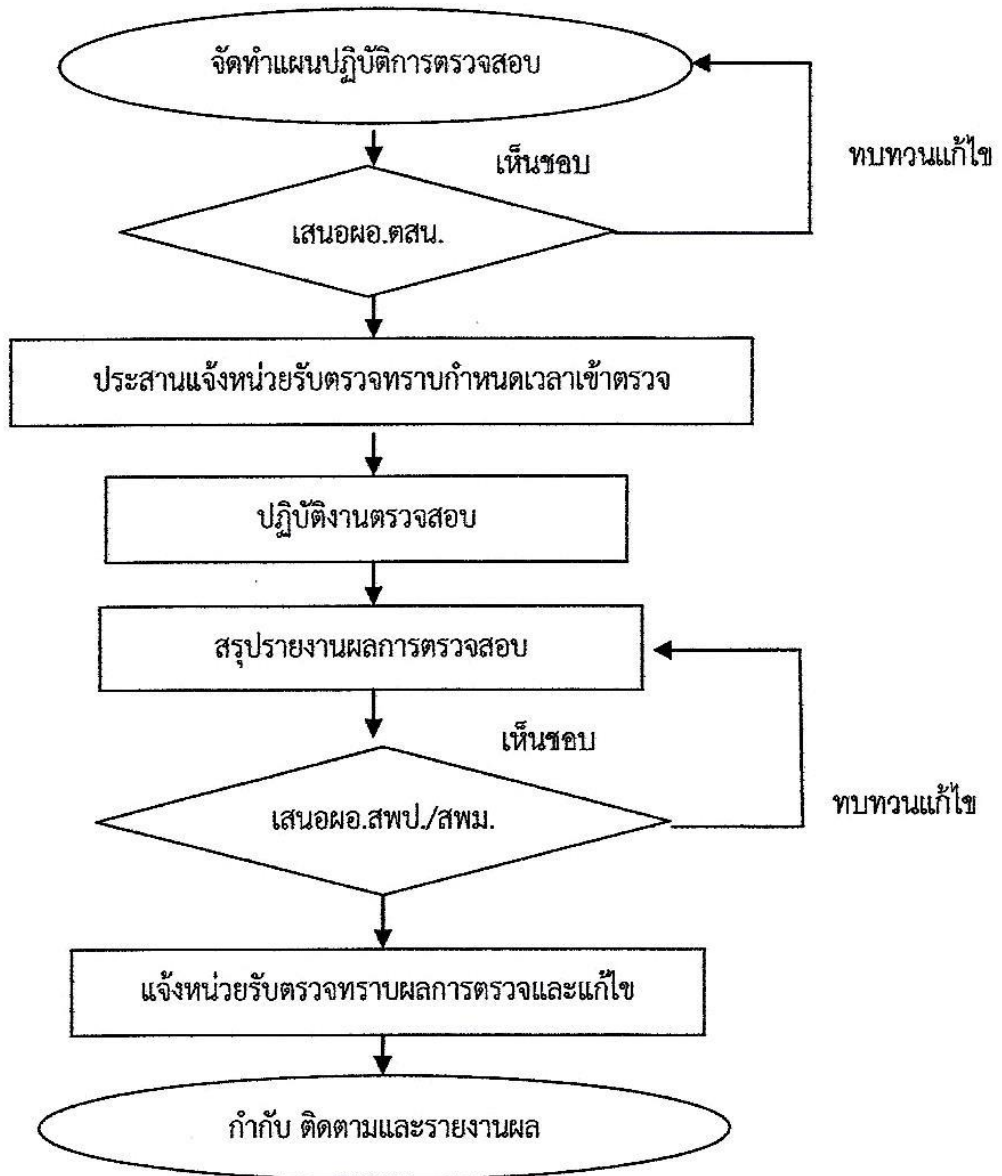 จัดทำแผนปฏิบัติการตรวจสอบ
เห็นชอบ
ทบทวนแก้ไข
เสนอผอ.ตสน.
ประสานแจ้งหน่วยรับตรวจทราบกำหนดเวลาเข้าตรวจ
ปฏิบัติงานตรวจสอบ
สรุปรายงานผลการตรวจสอบ
เห็นชอบ
ทบทวนแก้ไข
เสนอผอ.สพป./สพม.
แจ้งหน่วยรับตรวจทราบผลการตรวจและแก้ไข
กำกับ ติดตามและรายงานผล